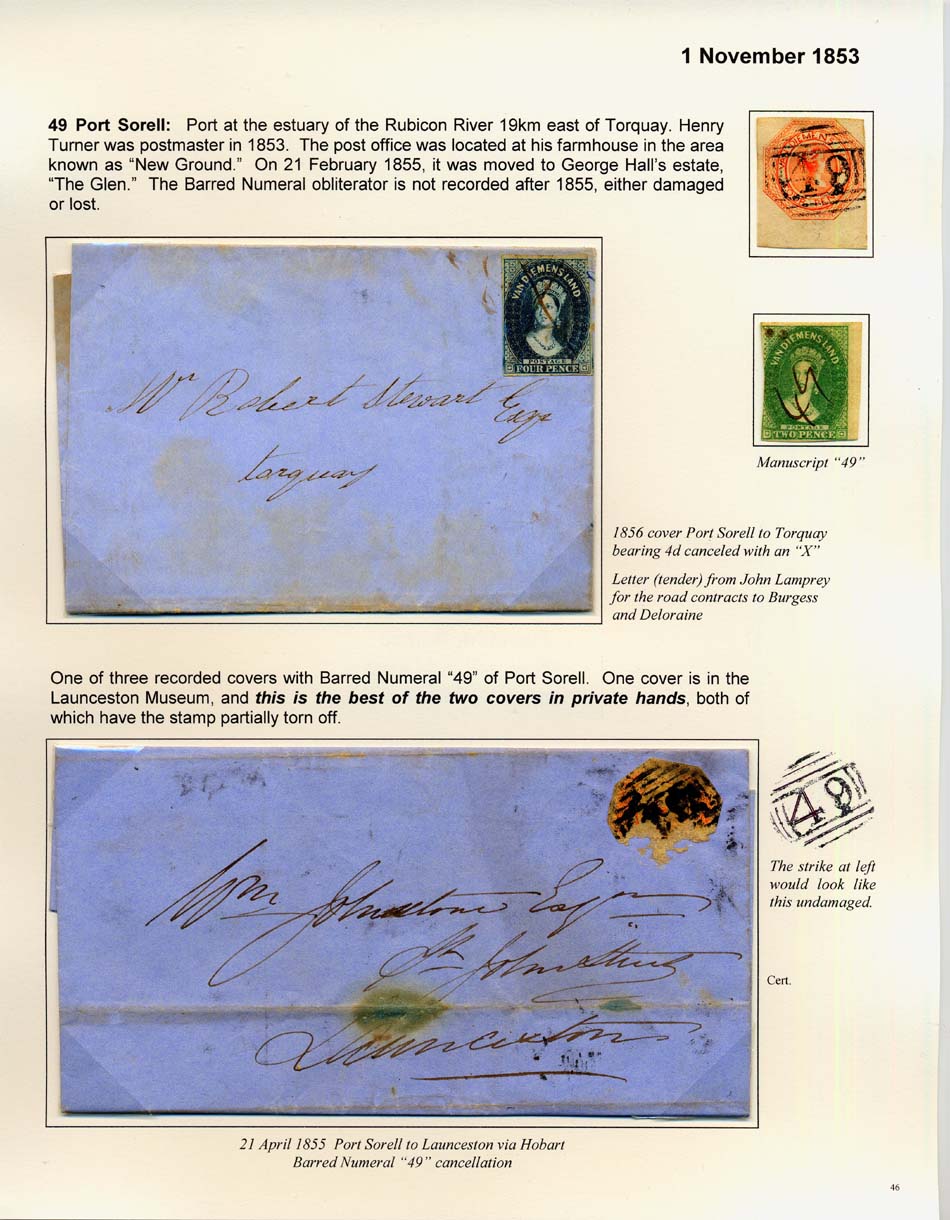 1 November 1853
49 Port Sorell: Port at the estuary of the Rubicon River 19km east of Torquay. Henry
Turner was postmaster in 1853. The post office was located at his farmhouse in the area
known as “New Ground.” On 21 February 1855, it was moved to George Hall’s estate,
“The Glen.” The Barred Numeral obliterator is not recorded after 1855, either damaged
or lost.
49
VAN DIEMENS LAND
POSTAGE
FOUR PENCE
Mr Robert Stewart Esqr
torquay
VAN DIEMENS LAND
49
POSTAGE
TWO PENCE
Manuscript “49”
1856 cover Port Sorell to Torquay
bearing 4d canceled with an “X”
Letter (tender) from John Lamprey
for the road contracts to Burgess
and Deloraine
One of three recorded covers with Barred Numeral “49” of Port Sorell. One cover is in the
Launceston Museum, and this is the best of the two covers in private hands, both of
which have the stamp partially torn off.
Wm Johnstone Esqr
St John Street
Launceston
49
The strike at left
would look like
this undamaged.
Cert.
21 April 1855 Port Sorell to Launceston via Hobart
Barred Numeral “49” cancellation
46